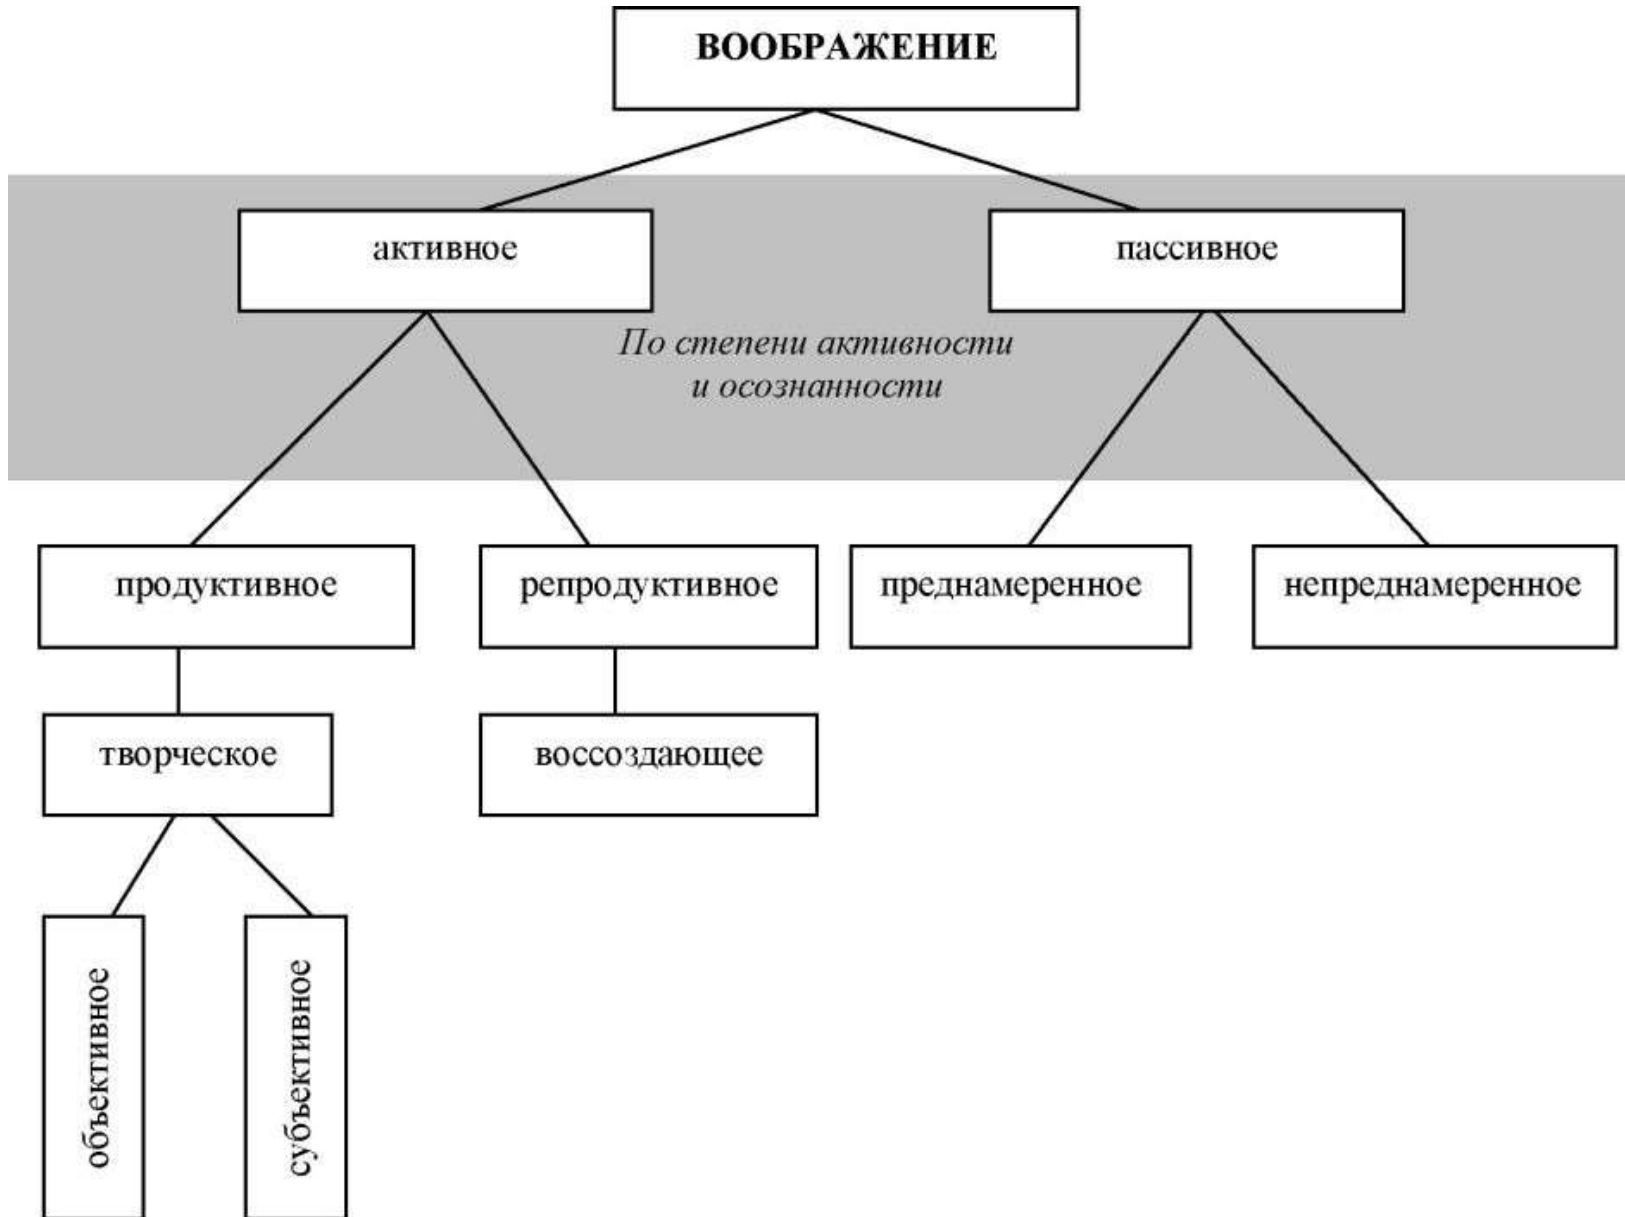 ВООБРАЖЕНИЕ
активное
пассивное
По степени активности
и осознанности
продуктивное
репродуктивное
преднамеренное
непреднамеренное
творческое
воссоздающее
объективное
субъективное